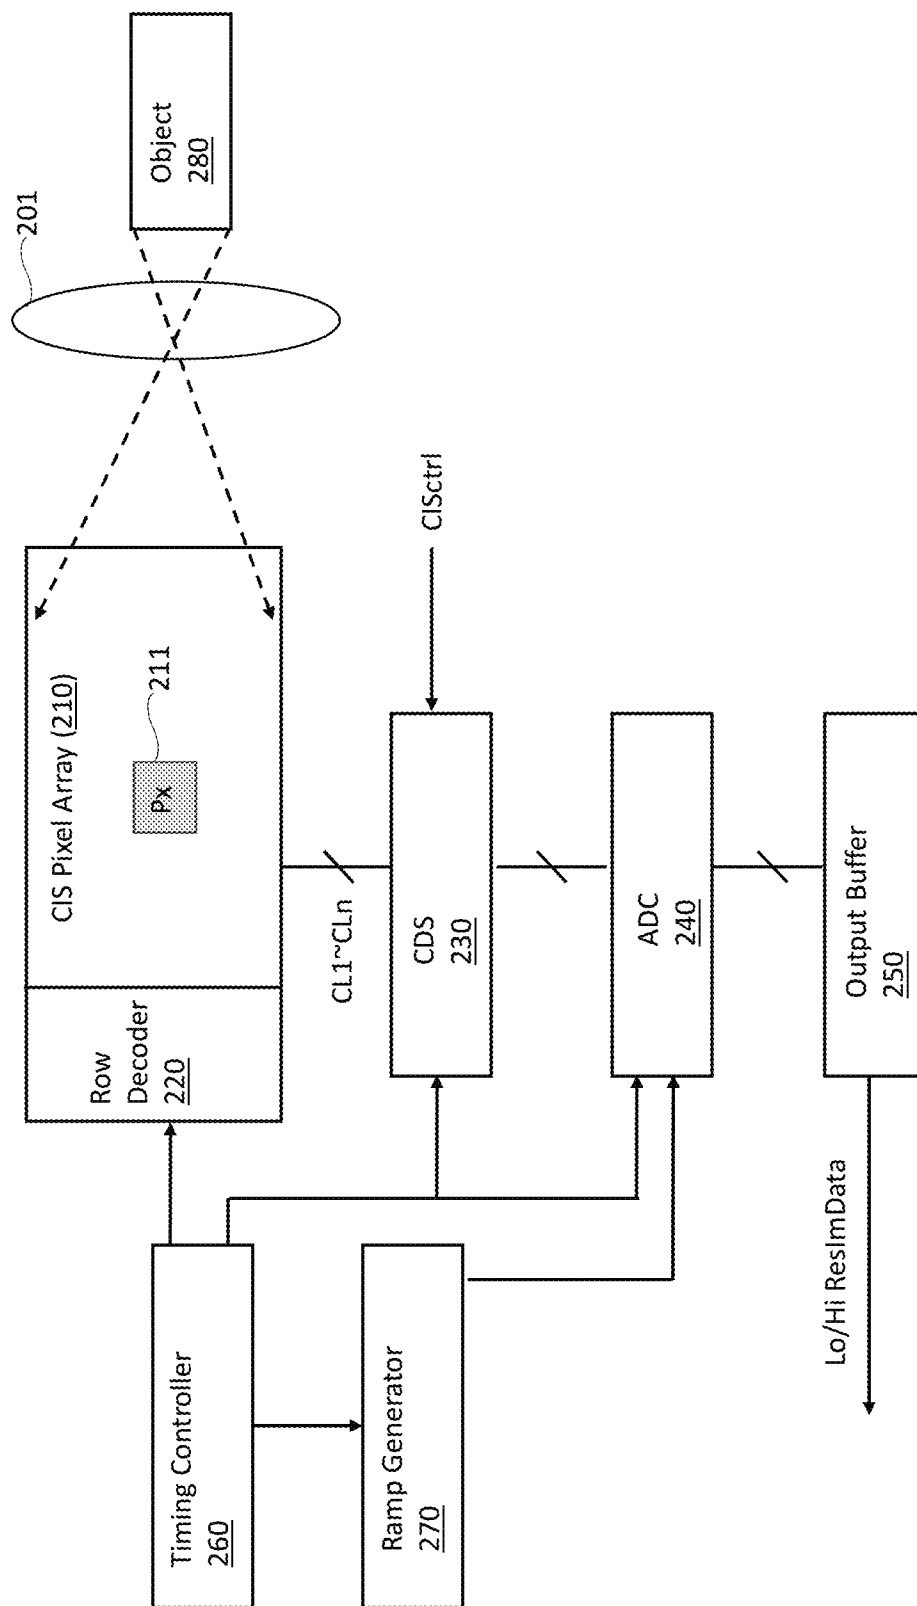 Timing Controller
260
Ramp Generator
270
Row
Decoder
220
CIS Pixel Array (210)
Px
211
201
Object
280
CL1~CLn
CDS
230
CISctrl
ADC
240
Output Buffer
250
Lo/Hi ResImData